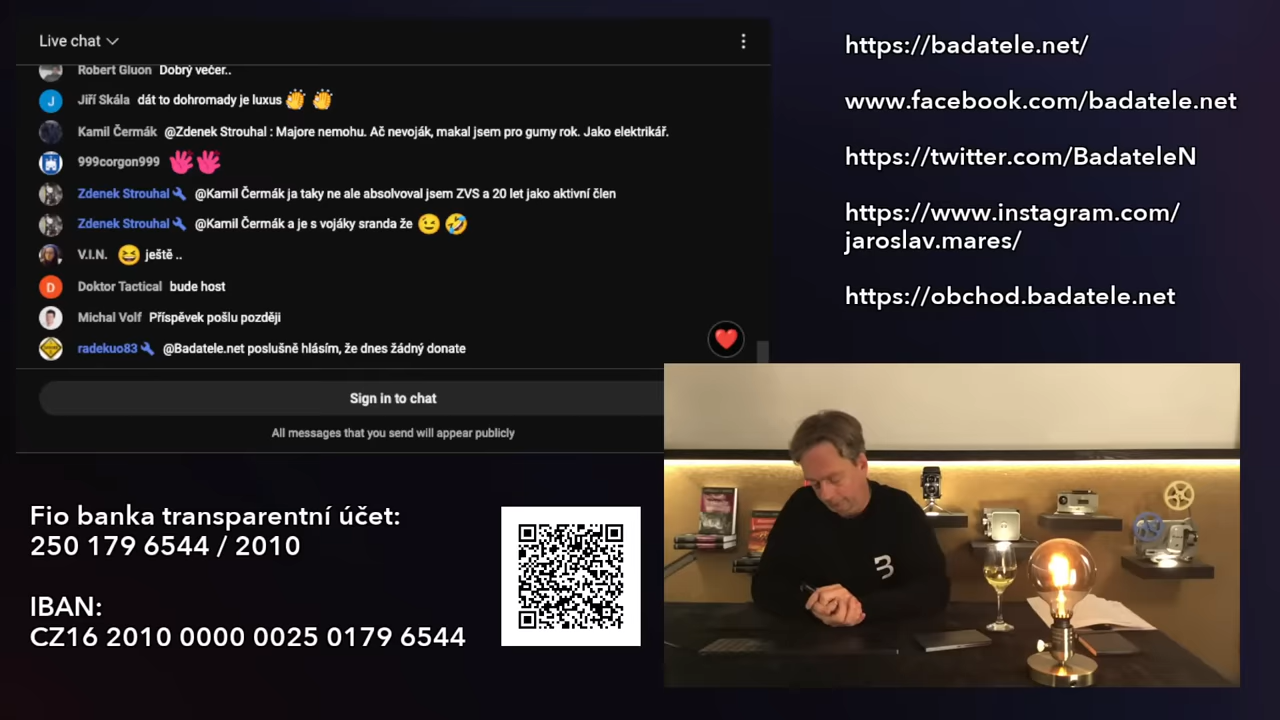 Live chat
Robert Gluon Dobrý večer..
Jiří Skála dát to dohromady je luxus
Kamil Čermák @Zdenek Strouhal : Majore nemohu. Ač nevoják, makal jsem pro gumy rok. Jako elektrikář.
999corgon999
Zdenek Strouhal @Kamil Čermák ja taky ne ale absolvoval jsem ZVS a 20 let jako aktivní člen
Zdenek Strouhal @Kamil Čermák a je s vojáky sranda že
V.I.N. ještě ..
Doktor Tactical bude host
Michal Volf Příspěvek pošlu později
radekuo83 @Badatele.net poslušně hlásím, že dnes žádný donate
Sign in to chat
All messages that you send will appear publicly
https://badatele.net/
www.facebook.com/badatele.net
https://twitter.com/BadateleN
https://www.instagram.com/
jaroslav.mares/
https://obchod.badatele.net
Fio banka transparentní účet:
250 179 6544 / 2010
IBAN:
CZ16 2010 0000 0025 0179 6544